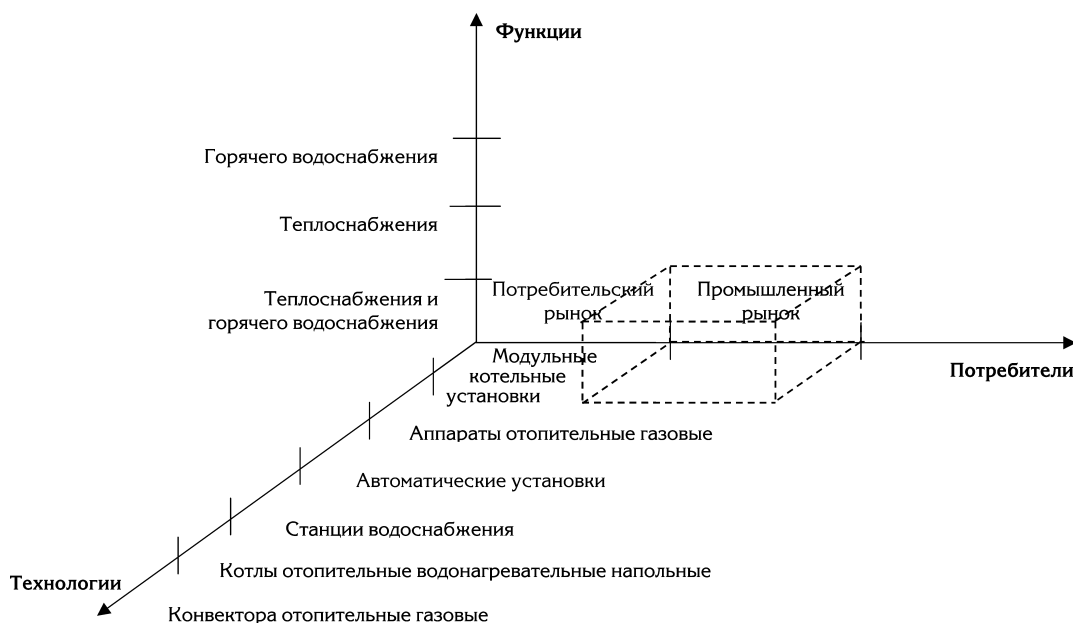 Функции
Горячего водоснабжения
Теплоснабжения
Теплоснабжения и
горячего водоснабжения
Потребительский
рынок
Промышленный
рынок
Потребители
Модульные
котельные
установки
Аппараты отопительные газовые
Автоматические установки
Станции водоснабжения
Котлы отопительные водонагревательные напольные
Технологии
Конвектора отопительные газовые